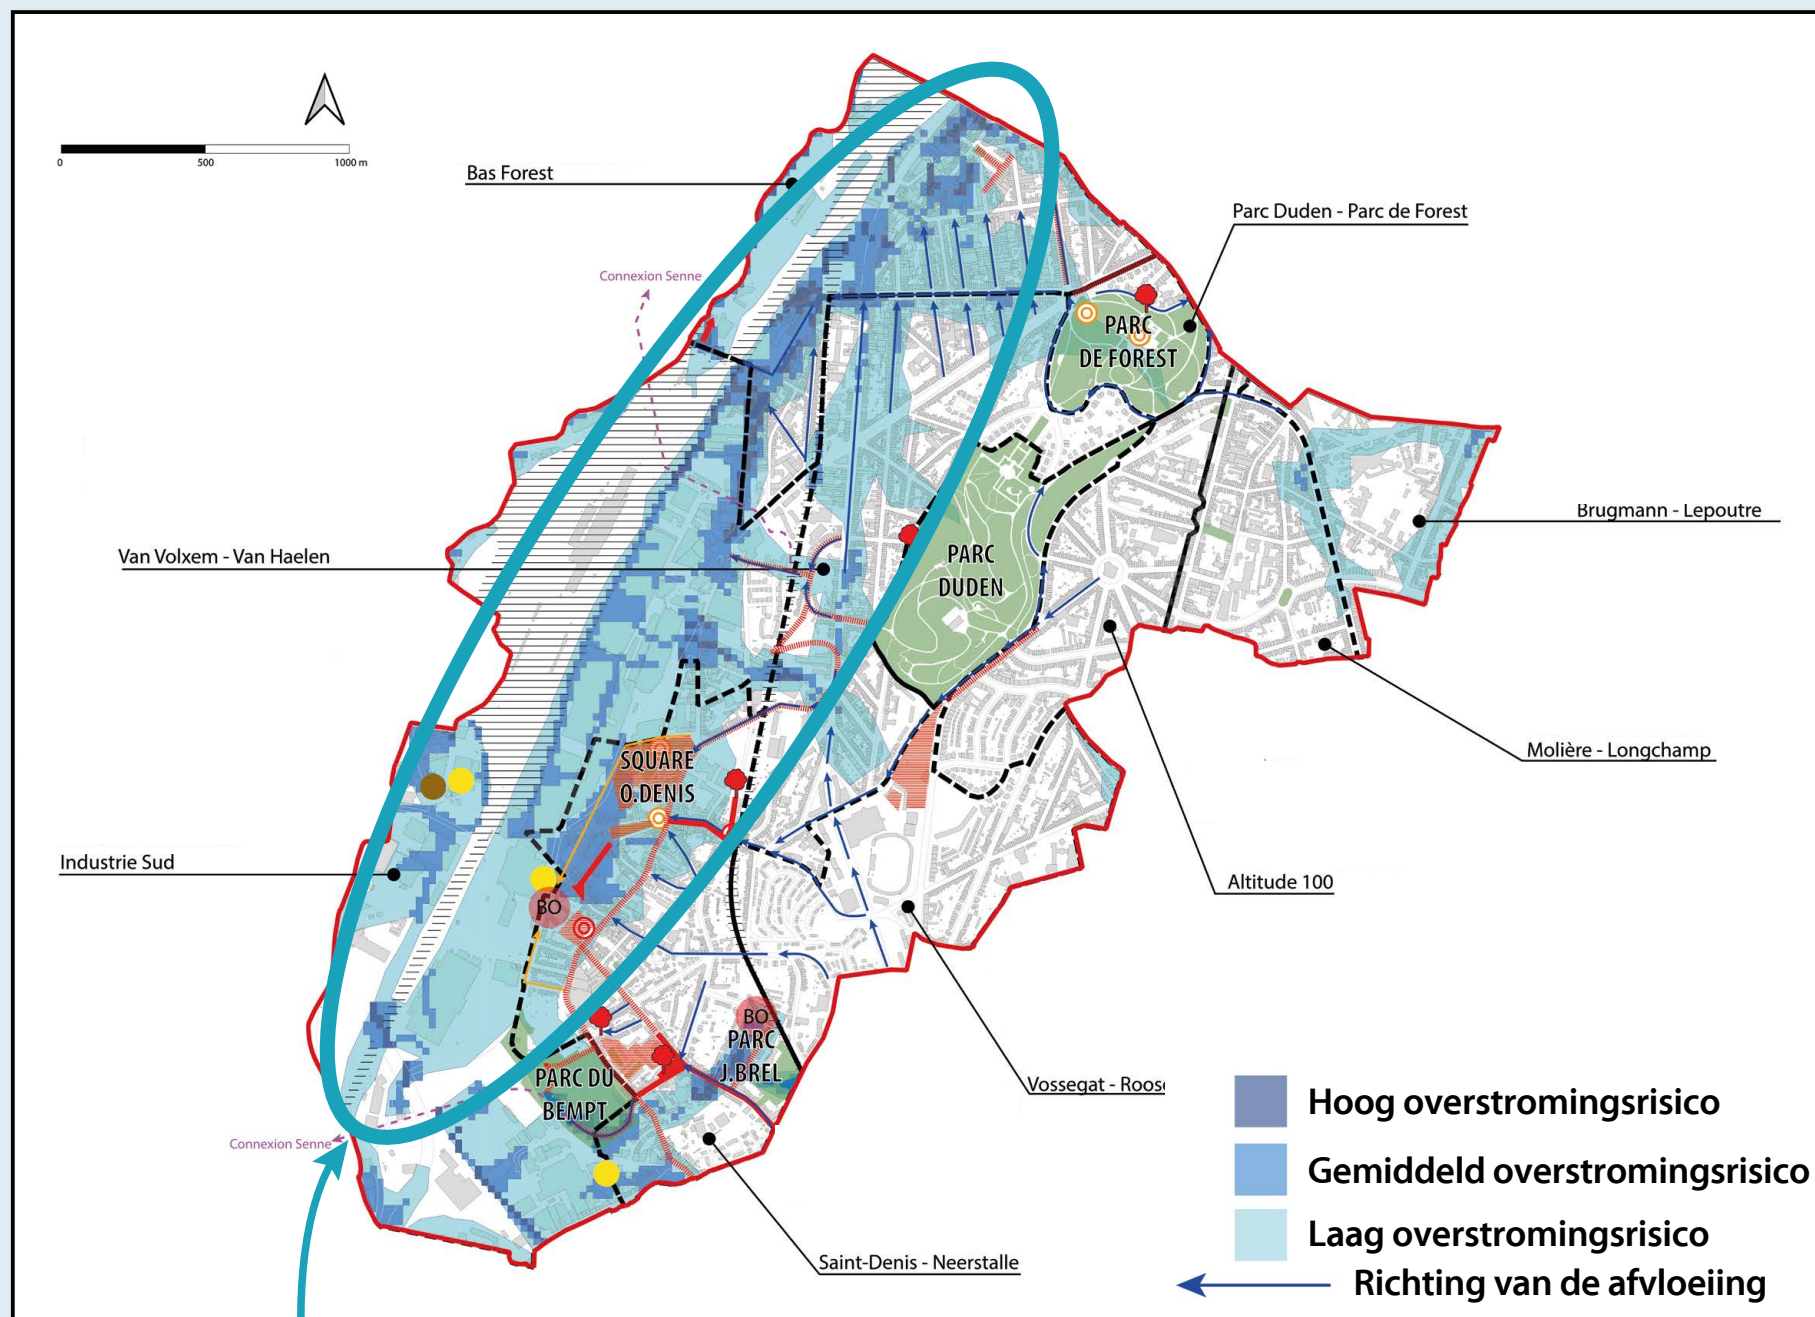 0
500
1000 m
Bas Forest
Parc Duden - Parc de Forest
Connexion Senne
PARC
DE FOREST
Brugmann - Lepoutre
Van Volxem - Van Haelen
PARC
DUDEN
Molière - Longchamp
SQUARE
O.DENIS
Industrie Sud
Altitude 100
BO
BO
PARC
J.BREL
PARC DU
BEMPT
Vossegat - Roos
Connexion Senne
Saint-Denis - Neerstalle
Hoog overstromingsrisico
Gemiddeld overstromingsrisico
Laag overstromingsrisico
Richting van de afvloeiing